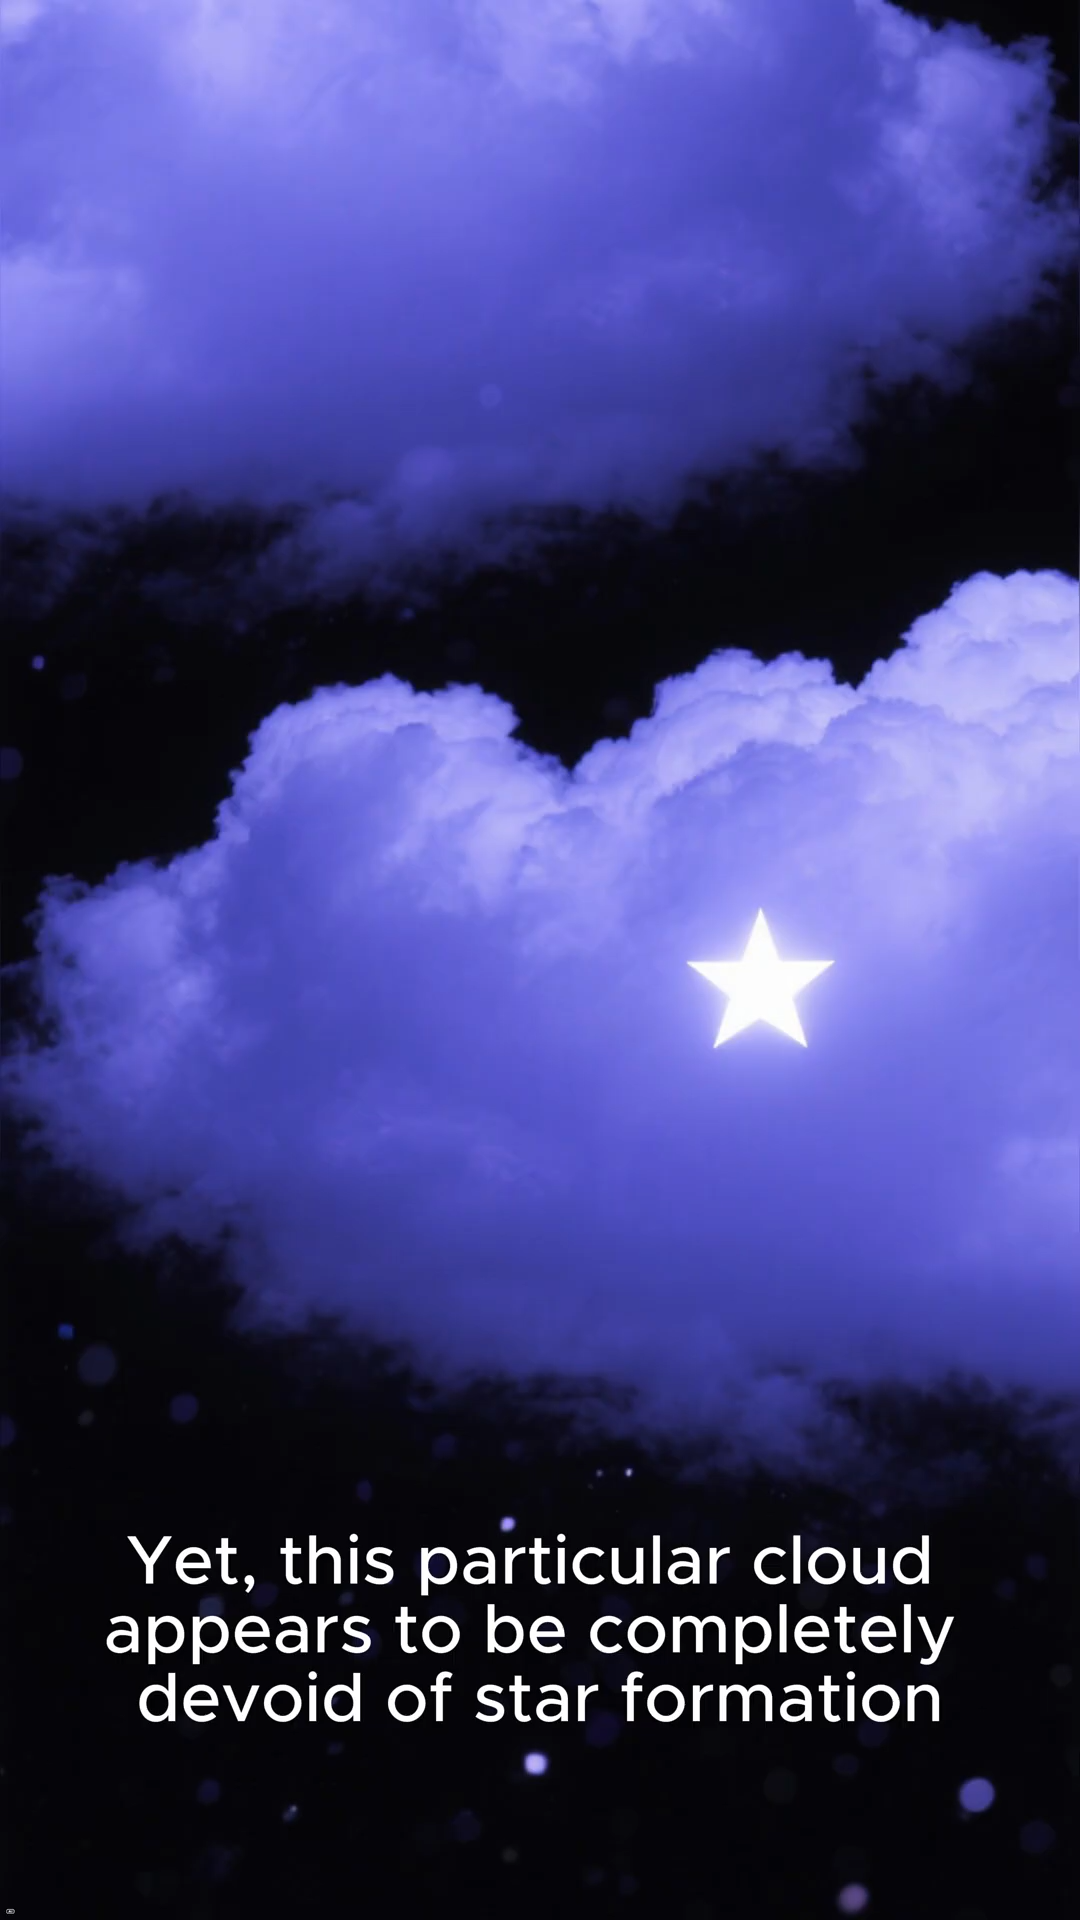 Yet, this particular cloud
appears to be completely
devoid of star formation